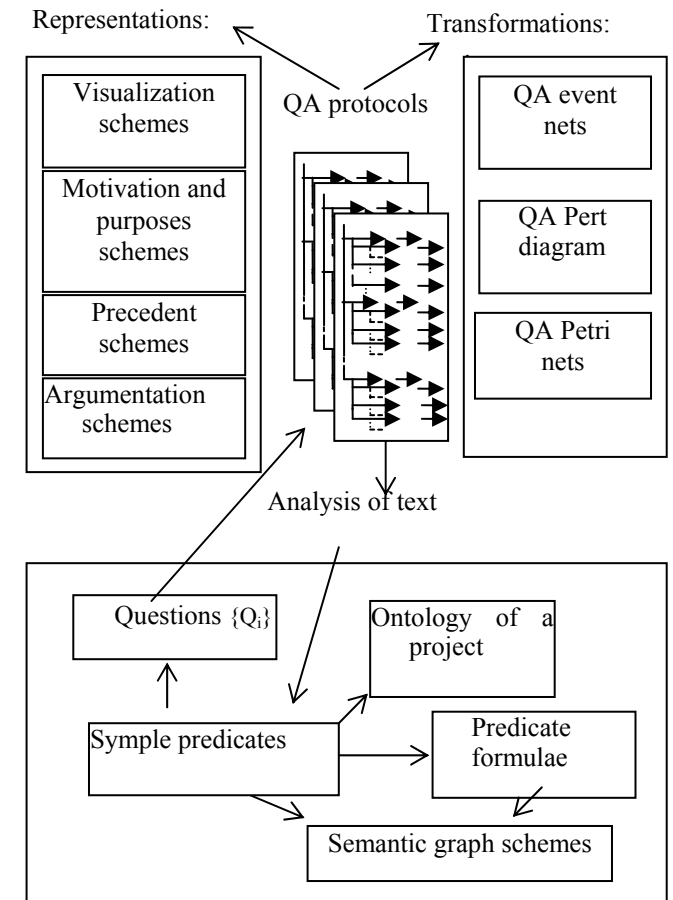 Representations:
Transformations:
QA protocols
Visualization
schemes
Motivation and
purposes
schemes
Precedent
schemes
Argumentation
schemes
QA event
nets
QA Pert
diagram
QA Petri
nets
Analysis of text
Questions {Qi}
Ontology of a
project
Symple predicates
Predicate
formulae
Semantic graph schemes